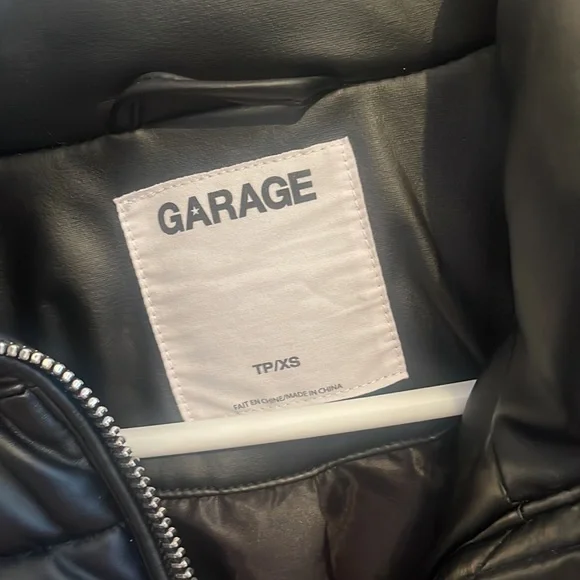 GARAGE
TP/XS
FAIT EN CHINE/MADE IN CHINA